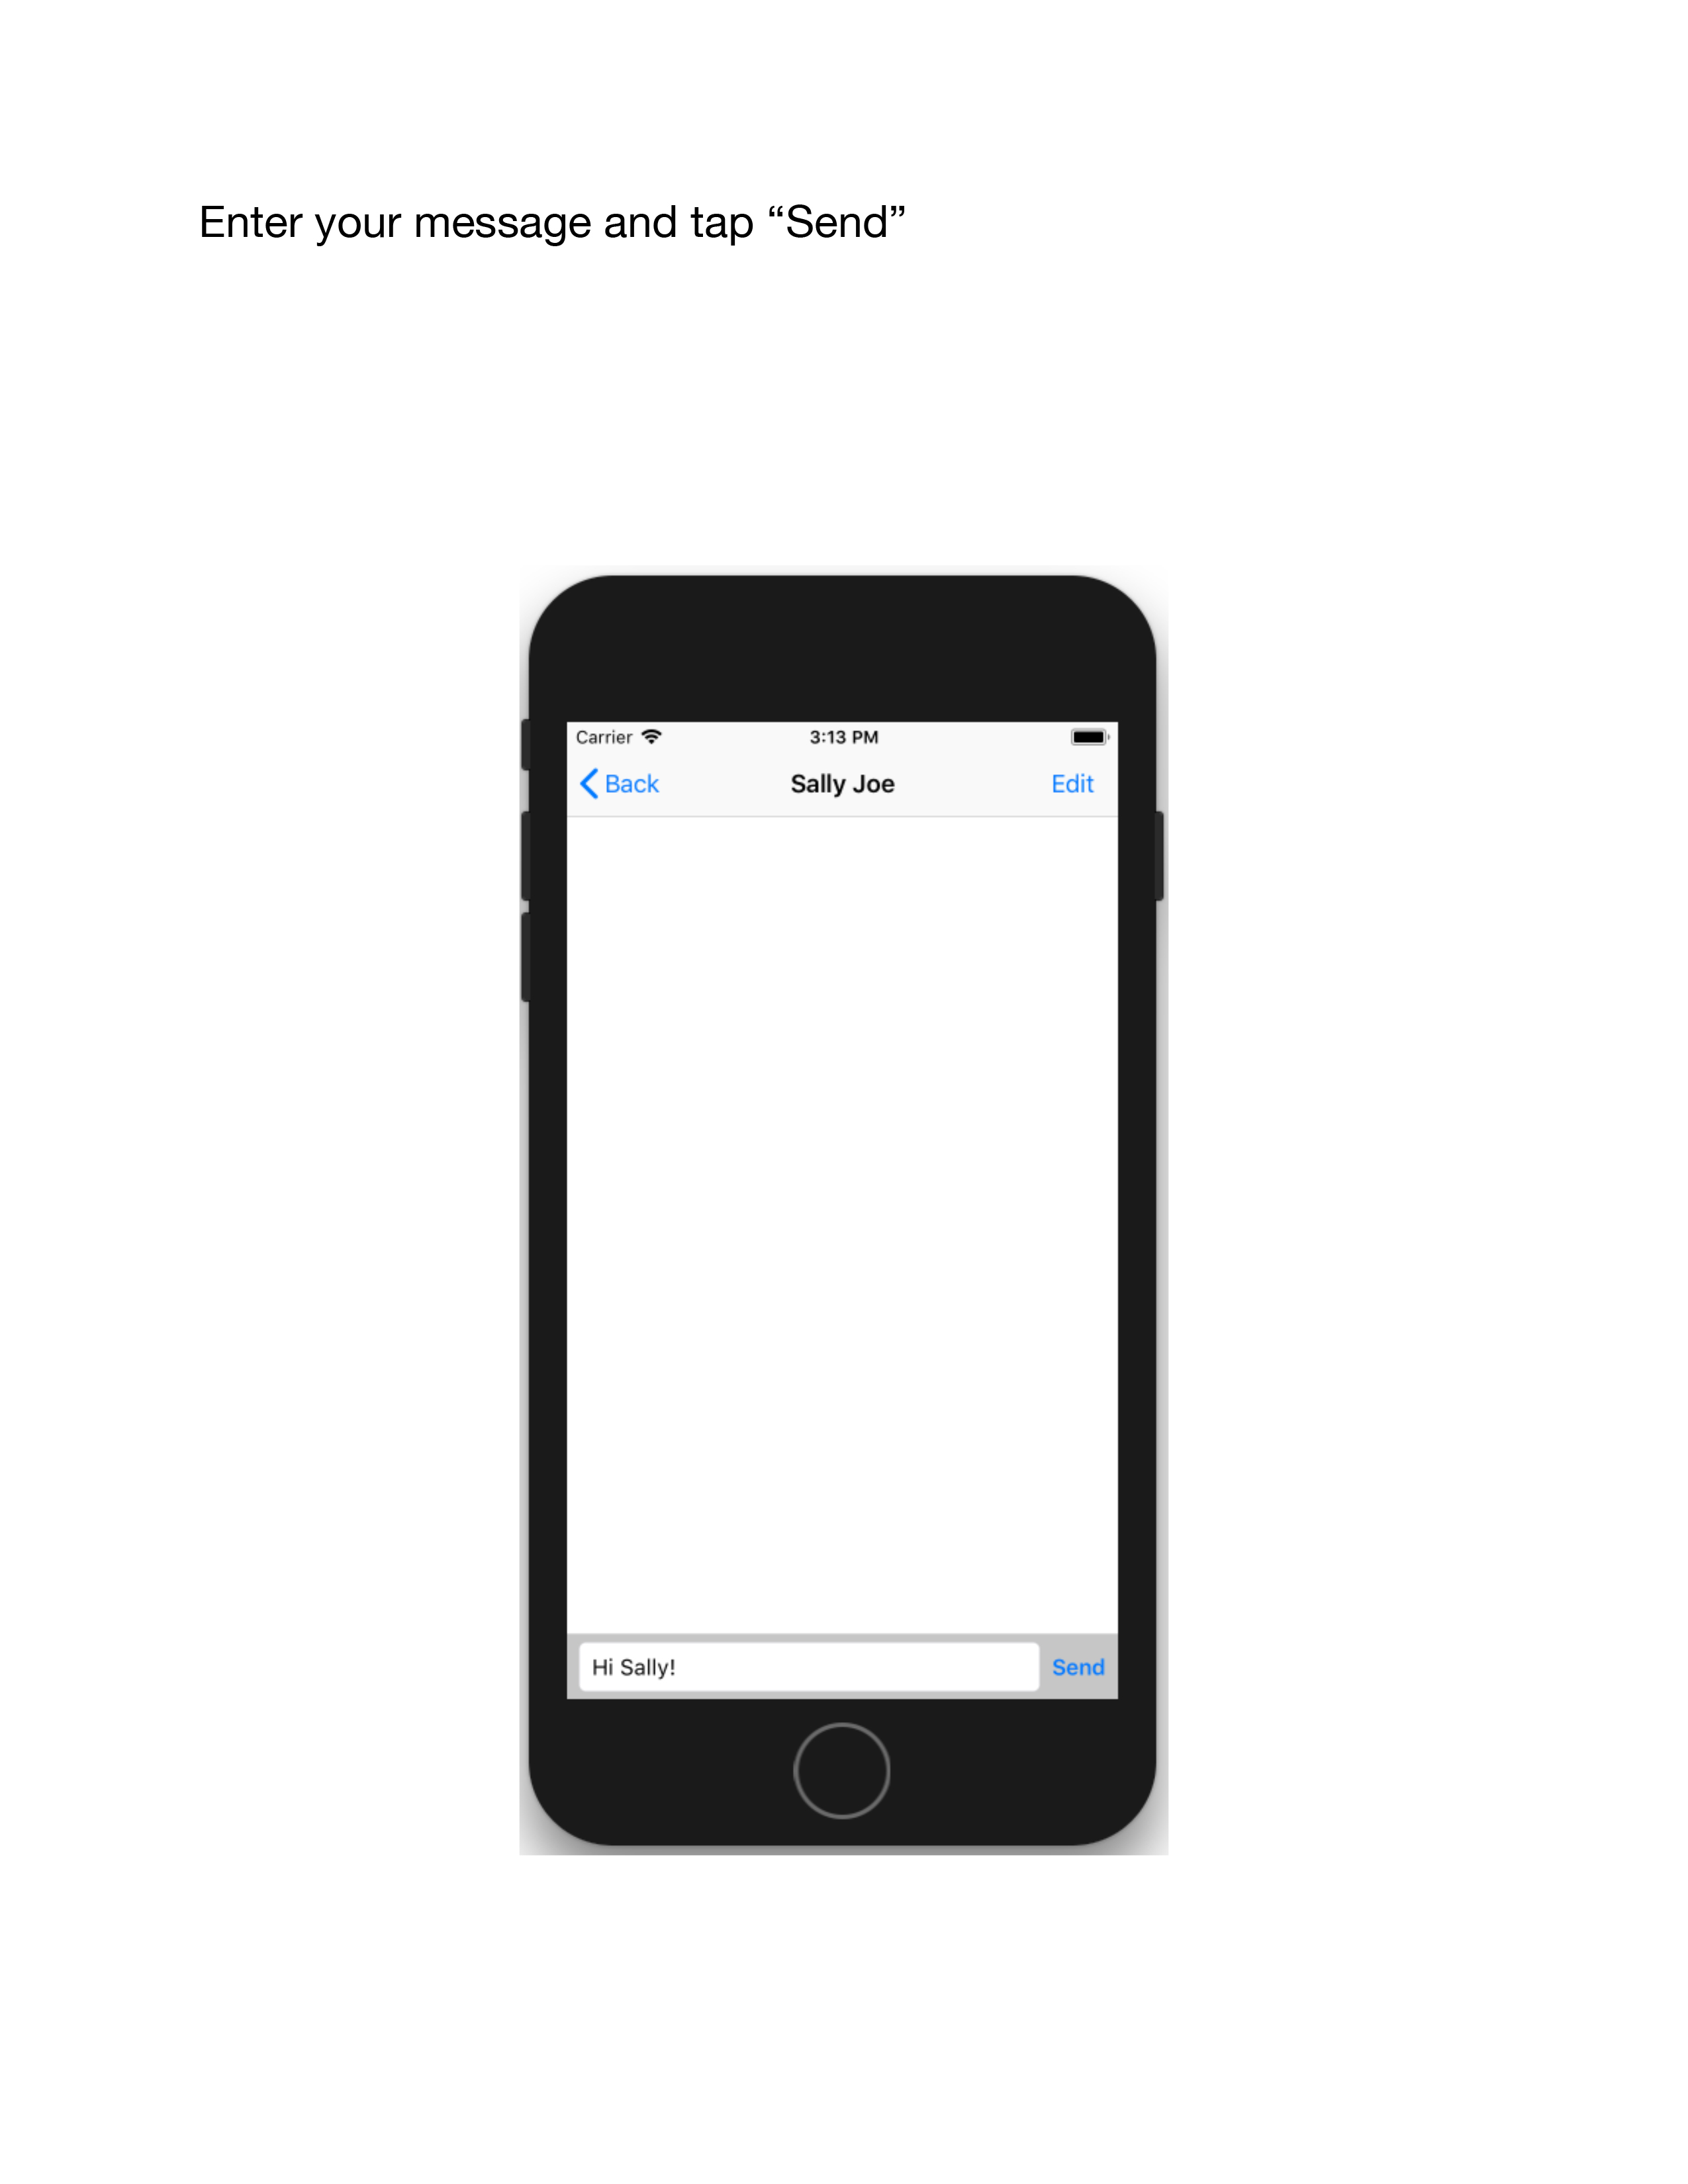 Enter your message and tap “Send”
Carrier 3:13 PM
Back Sally Joe Edit
Hi Sally! Send